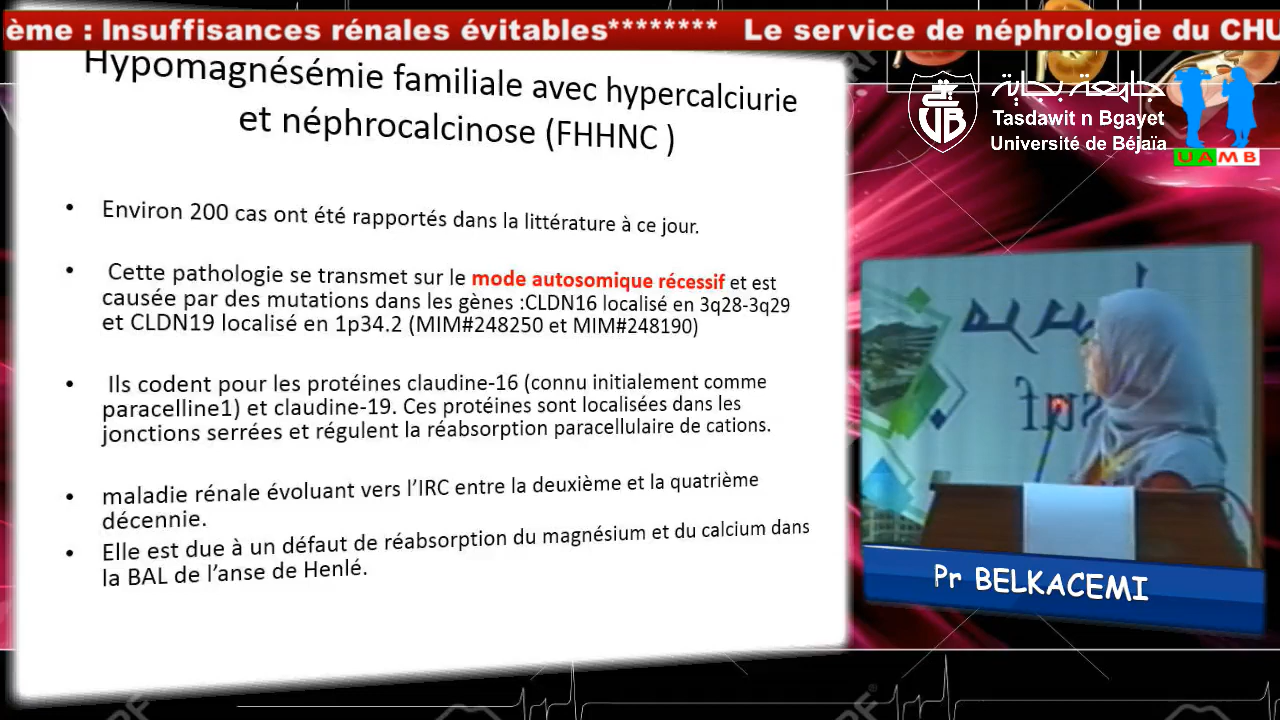 ème : Insuffisances rénales évitables******** Le service de néphrologie du CHU
Hypomagnésémie familiale avec hypercalciurie
et néphrocalcinose (FHHNC )
• Environ 200 cas ont été rapportés dans la littérature à ce jour.
• Cette pathologie se transmet sur le mode autosomique récessif et est
causée par des mutations dans les gènes :CLDN16 localisé en 3q28-3q29
et CLDN19 localisé en 1p34.2 (MIM#248250 et MIM#248190)
• Ils codent pour les protéines claudine-16 (connu initialement comme
paracelline1) et claudine-19. Ces protéines sont localisées dans les
jonctions serrées et régulent la réabsorption paracellulaire de cations.
• maladie rénale évoluant vers l’IRC entre la deuxième et la quatrième
décennie.
• Elle est due à un défaut de réabsorption du magnésium et du calcium dans
la BAL de l’anse de Henlé.
جامعة بجاية
Tasdawit n Bgayet
Université de Béjaïa
UAMB
Pr BELKACEMI